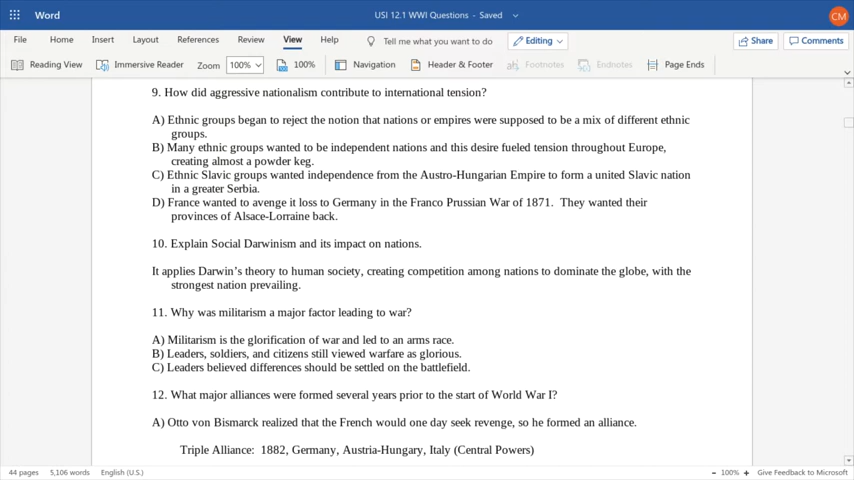 Word
USI 12.1 WWI Questions - Saved
CM
File Home Insert Layout References Review View Help Tell me what you want to do Editing Share Comments
Reading View Immersive Reader Zoom 100% 100% Navigation Header & Footer Footnotes Endnotes Page Ends
9. How did aggressive nationalism contribute to international tension?
A) Ethnic groups began to reject the notion that nations or empires were supposed to be a mix of different ethnic
groups.
B) Many ethnic groups wanted to be independent nations and this desire fueled tension throughout Europe,
creating almost a powder keg.
C) Ethnic Slavic groups wanted independence from the Austro-Hungarian Empire to form a united Slavic nation
in a greater Serbia.
D) France wanted to avenge it loss to Germany in the Franco Prussian War of 1871. They wanted their
provinces of Alsace-Lorraine back.
10. Explain Social Darwinism and its impact on nations.
It applies Darwin's theory to human society, creating competition among nations to dominate the globe, with the
strongest nation prevailing.
11. Why was militarism a major factor leading to war?
A) Militarism is the glorification of war and led to an arms race.
B) Leaders, soldiers, and citizens still viewed warfare as glorious.
C) Leaders believed differences should be settled on the battlefield.
12. What major alliances were formed several years prior to the start of World War I?
A) Otto von Bismarck realized that the French would one day seek revenge, so he formed an alliance.
Triple Alliance: 1882, Germany, Austria-Hungary, Italy (Central Powers)
44 pages 5,106 words English (U.S.) - 100% + Give Feedback to Microsoft